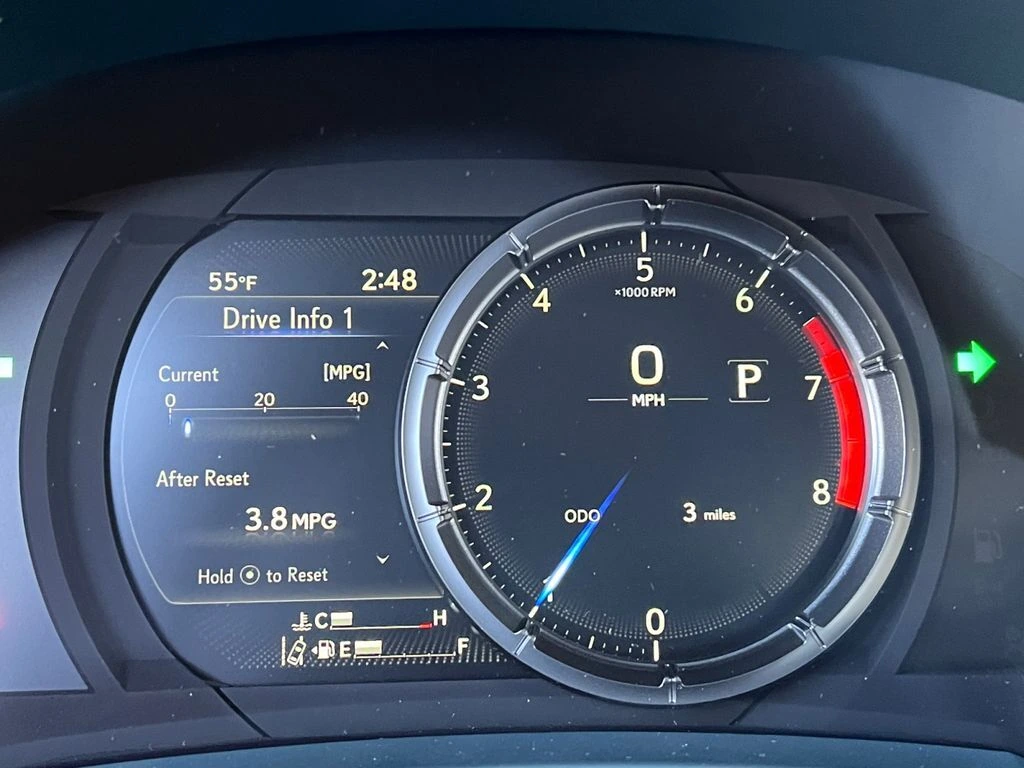 55°F 2:48
Drive Info 1
Current [MPG]
0 20 40
After Reset
3.8 MPG
Hold to Reset
C H
E F
0 1 2 3 4 5 6 7 8
×1000 RPM
0
MPH
P
ODO 3 miles